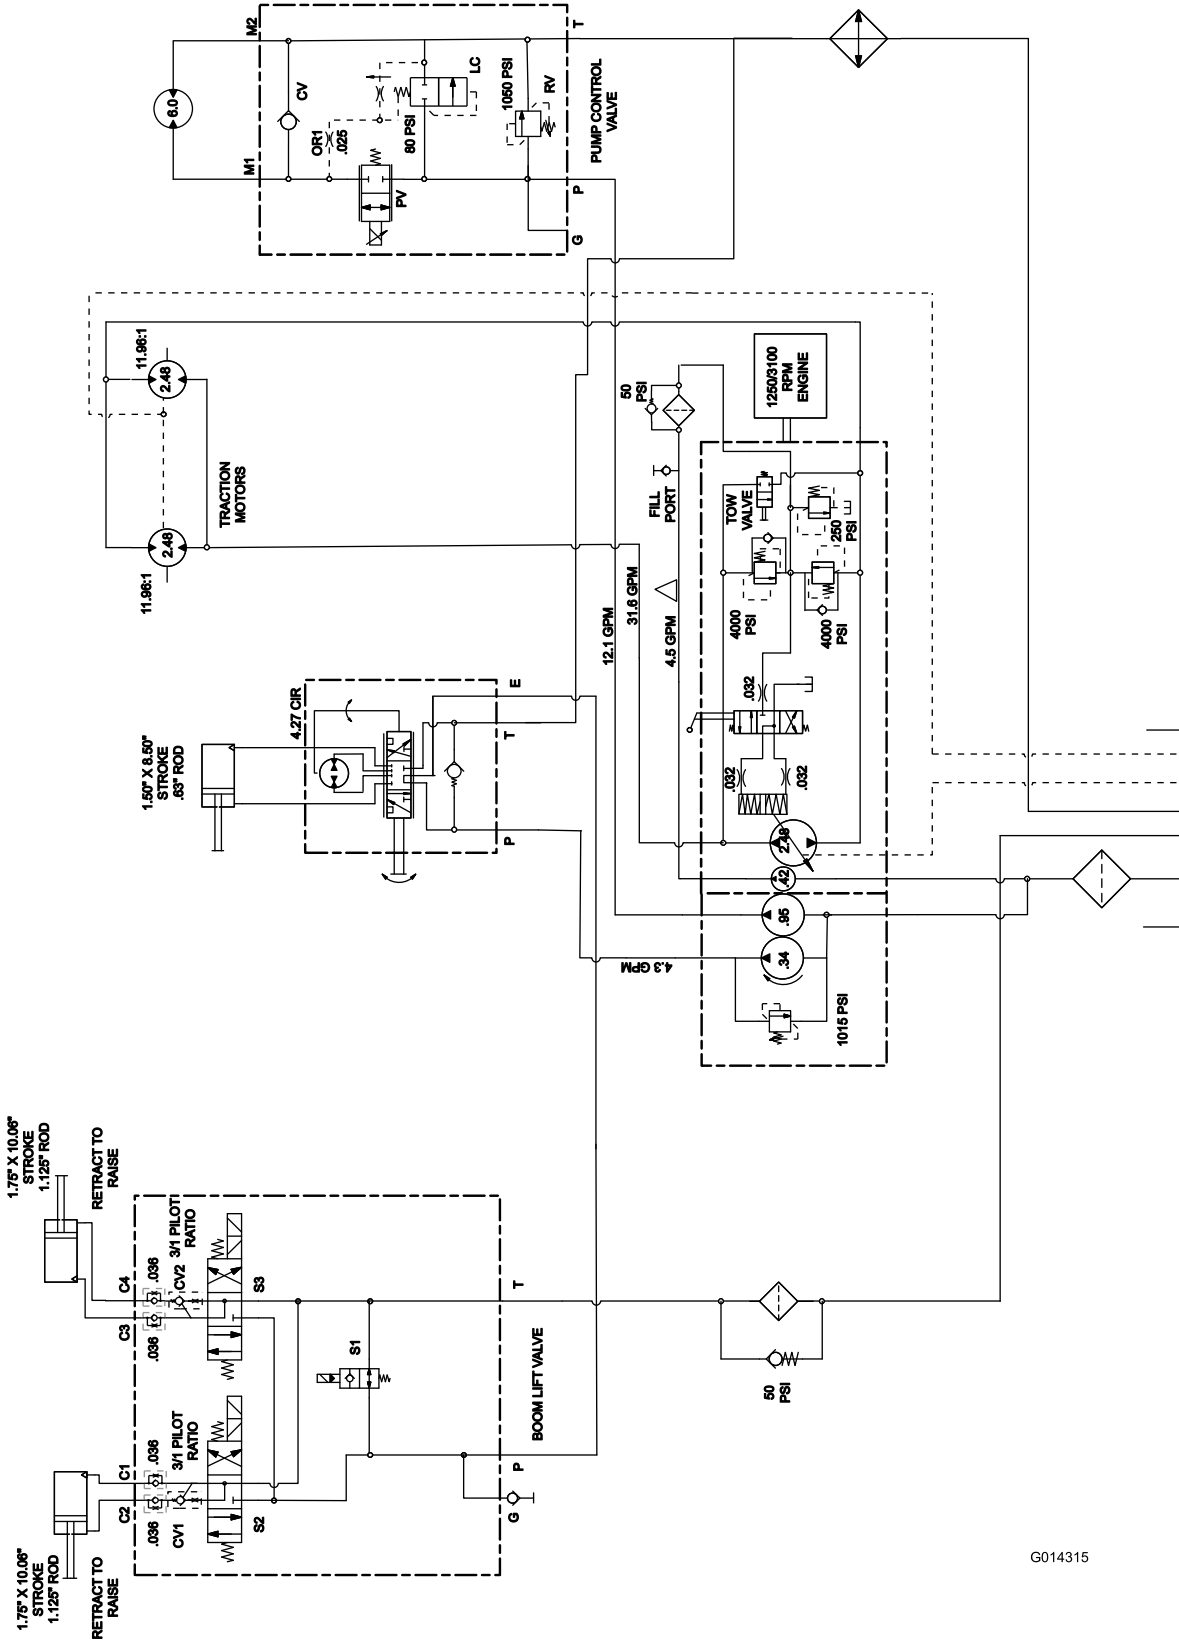 M2
T
6.0
CV
LC
1050 PSI
RV
PUMP CONTROL
VALVE
OR1
.025
80 PSI
M1
PV
P
G
11.96:1
2.48
TRACTION
MOTORS
2.48
11.96:1
50
PSI
1250/3100
RPM
ENGINE
FILL
PORT
TOW
VALVE
250
PSI
4000
PSI
4000
PSI
31.6 GPM
12.1 GPM
4.5 GPM
.032
.032
.032
2.48
.42
.95
.34
4.3 GPM
1015 PSI
4.27 CIR
E
T
P
1.50" X 8.50"
STROKE
.63" ROD
1.75" X 10.06"
STROKE
1.125" ROD
RETRACT TO
RAISE
C4
.036
CV2
3/1 PILOT
RATIO
S3
C3
.036
T
S1
BOOM LIFT VALVE
C1
.036
3/1 PILOT
RATIO
C2
.036
CV1
S2
P
G
1.75" X 10.06"
STROKE
1.125" ROD
RETRACT TO
RAISE
50
PSI
G014315